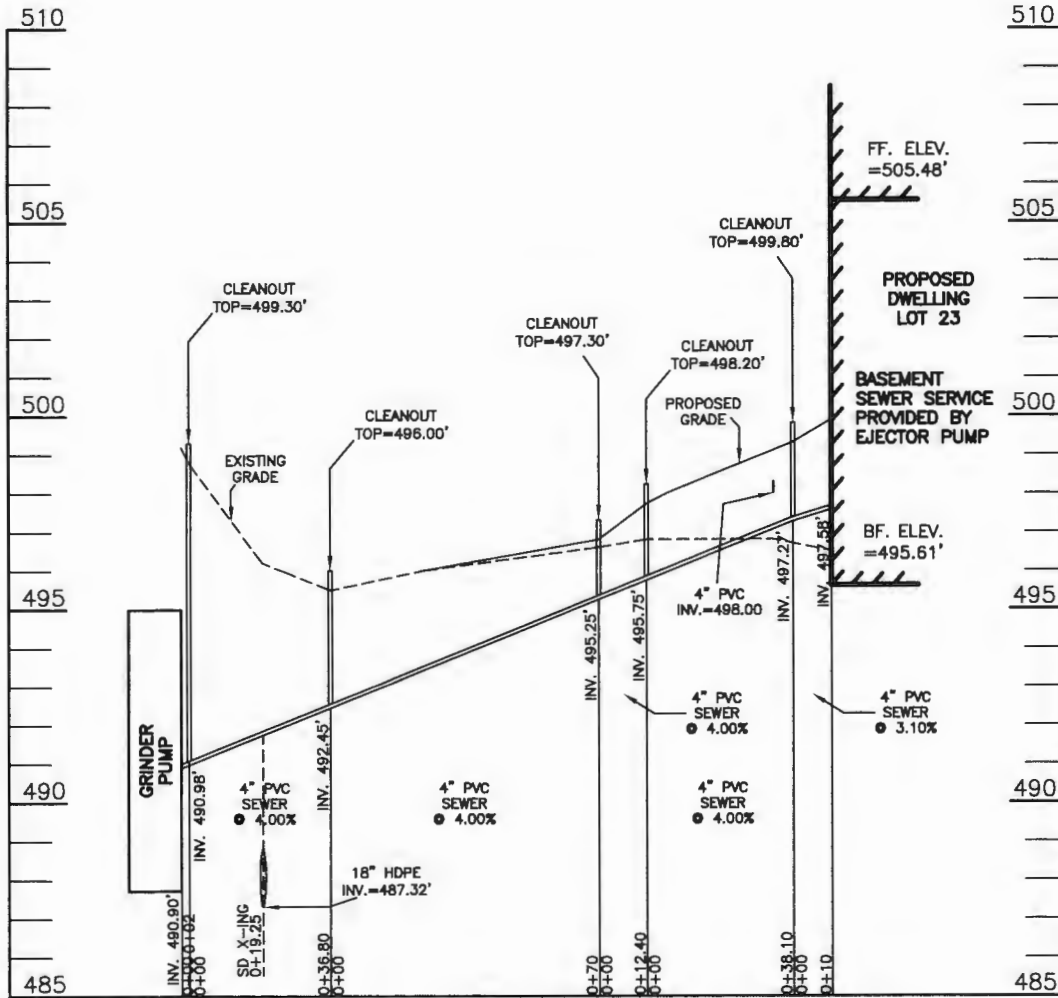 510
510
505
505
500
500
495
495
490
490
485
485
CLEANOUT
TOP=499.30'
EXISTING
GRADE
CLEANOUT
TOP=496.00'
CLEANOUT
TOP=497.30'
CLEANOUT
TOP=498.20'
PROPOSED
GRADE
CLEANOUT
TOP=499.80'
FF. ELEV.
=505.48'
PROPOSED
DWELLING
LOT 23
BASEMENT
SEWER SERVICE
PROVIDED BY
EJECTOR PUMP
BF. ELEV.
=495.61'
4" PVC
INV.=498.00
GRINDER
PUMP
INV. 490.90'
INV. 490.98'
INV. 492.45'
INV. 495.25'
INV. 495.75'
INV. 497.27'
INV. 497.58'
4" PVC
SEWER
@ 4.00%
4" PVC
SEWER
@ 4.00%
4" PVC
SEWER
@ 4.00%
4" PVC
SEWER
@ 4.00%
4" PVC
SEWER
@ 3.10%
18" HDPE
INV.=487.32'
SD X-ING
0+19.25
0+00
0+02
0+00
0+36.80
0+00
0+70
0+00
0+12.40
0+00
0+38.10
0+00
0+10